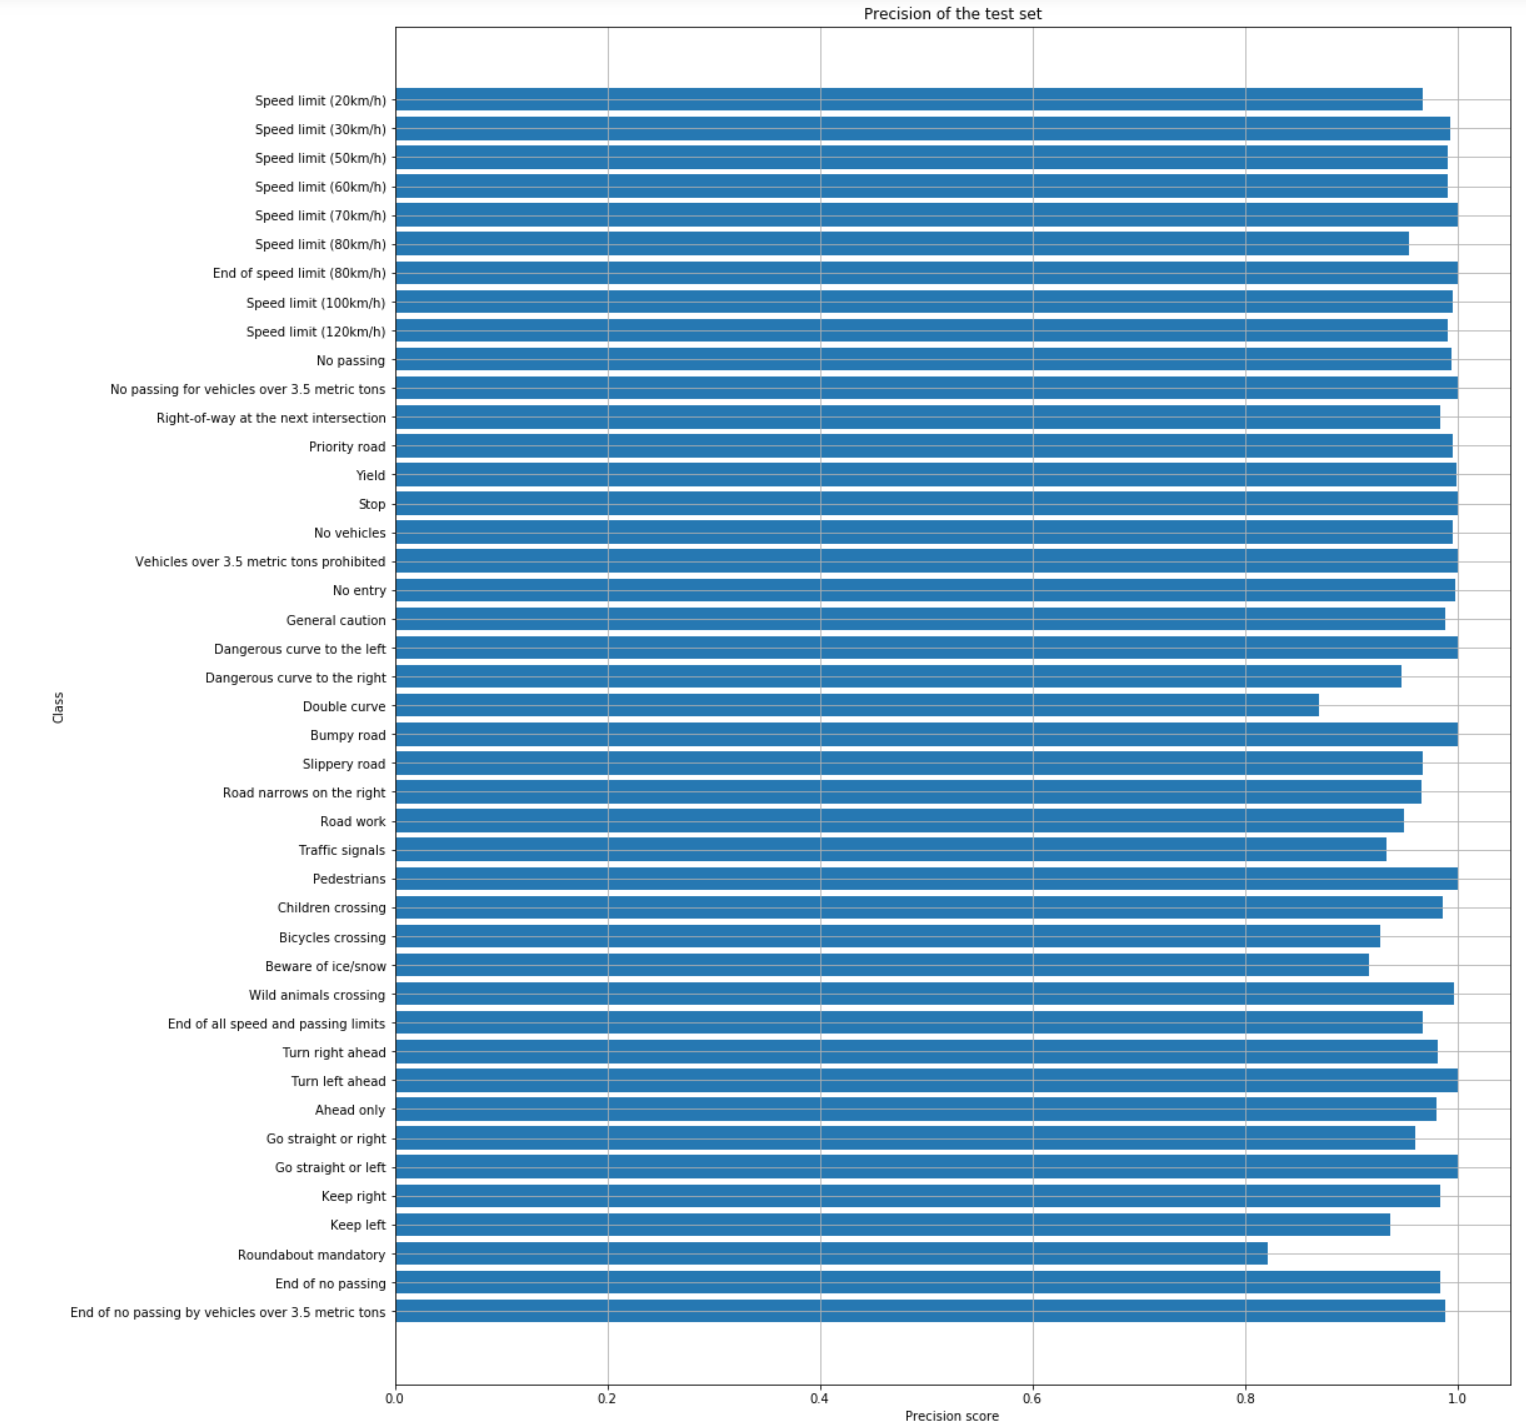 Precision of the test set
Class
Speed limit (20km/h)
Speed limit (30km/h)
Speed limit (50km/h)
Speed limit (60km/h)
Speed limit (70km/h)
Speed limit (80km/h)
End of speed limit (80km/h)
Speed limit (100km/h)
Speed limit (120km/h)
No passing
No passing for vehicles over 3.5 metric tons
Right-of-way at the next intersection
Priority road
Yield
Stop
No vehicles
Vehicles over 3.5 metric tons prohibited
No entry
General caution
Dangerous curve to the left
Dangerous curve to the right
Double curve
Bumpy road
Slippery road
Road narrows on the right
Road work
Traffic signals
Pedestrians
Children crossing
Bicycles crossing
Beware of ice/snow
Wild animals crossing
End of all speed and passing limits
Turn right ahead
Turn left ahead
Ahead only
Go straight or right
Go straight or left
Keep right
Keep left
Roundabout mandatory
End of no passing
End of no passing by vehicles over 3.5 metric tons
0.0 0.2 0.4 0.6 0.8 1.0
Precision score